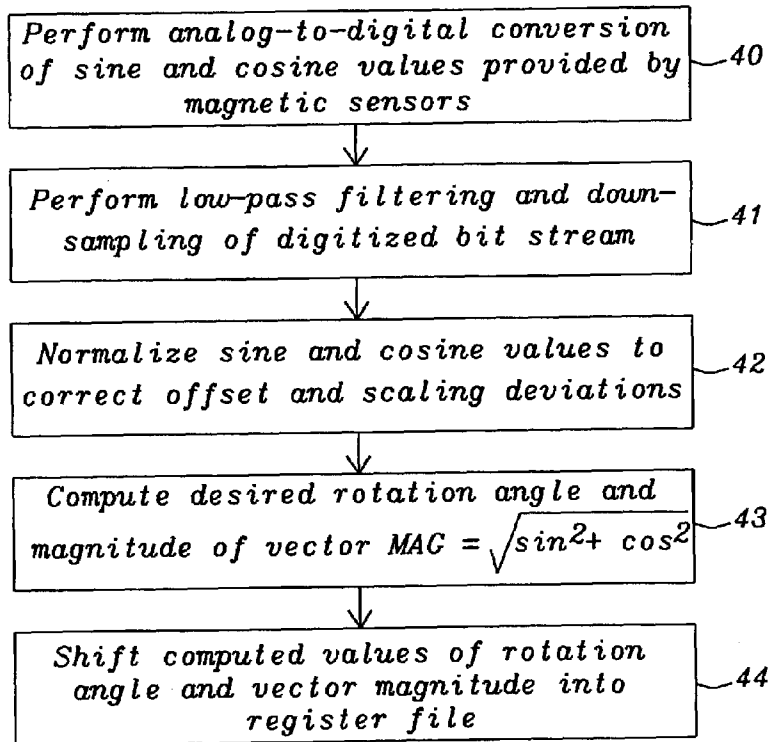 Perform analog-to-digital conversion
of sine and cosine values provided by
magnetic sensors
40
Perform low-pass filtering and down-
sampling of digitized bit stream
41
Normalize sine and cosine values to
correct offset and scaling deviations
42
Compute desired rotation angle and
magnitude of vector MAG = √sin²+ cos²
43
Shift computed values of rotation
angle and vector magnitude into
register file
44